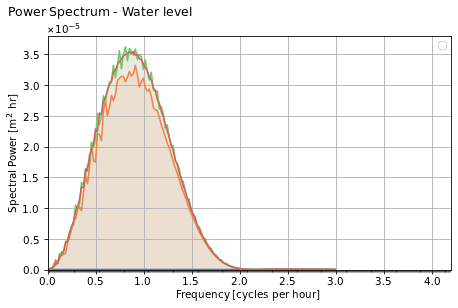 Power Spectrum - Water level
×10⁻⁵
3.5
3.0
2.5
2.0
1.5
1.0
0.5
0.0
Spectral Power [m² hr]
0.0 0.5 1.0 1.5 2.0 2.5 3.0 3.5 4.0
Frequency [cycles per hour]